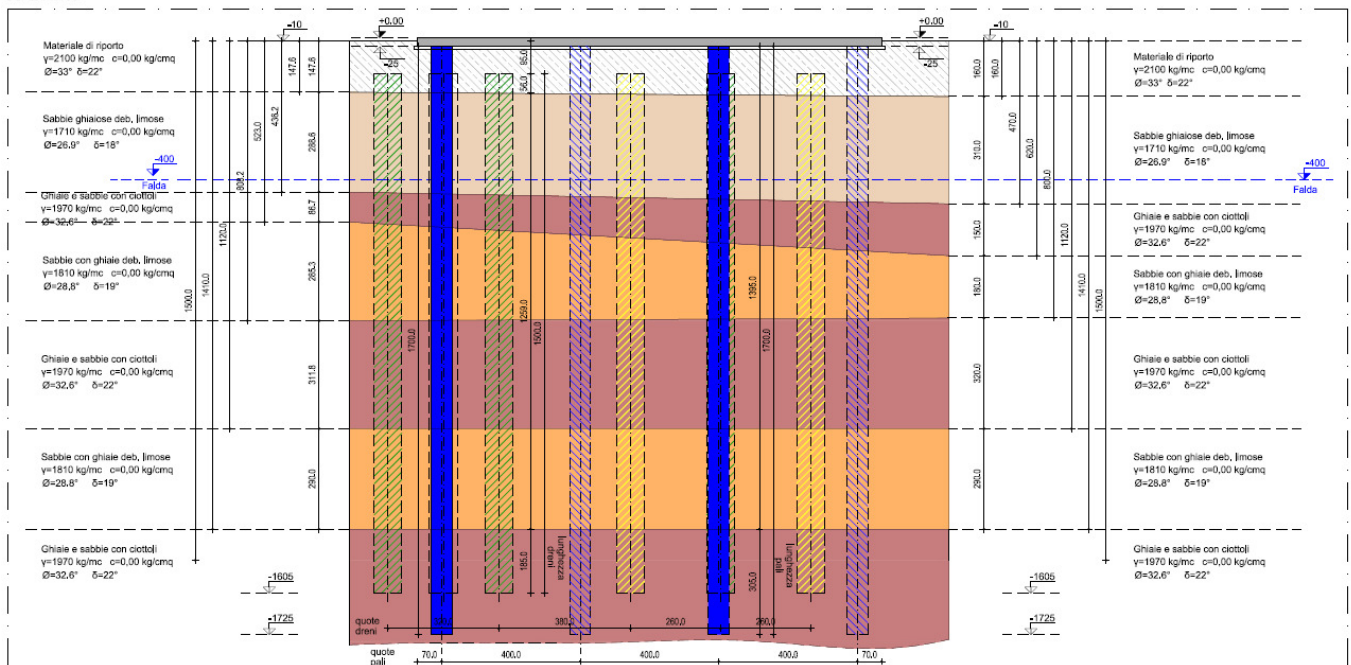 +0.00
-10
-25
+0.00
-10
-25
Materiale di riporto
γ=2100 kg/mc c=0,00 kg/cmq
Ø=33° δ=22°
Sabbie ghiaiose deb, limose
γ=1710 kg/mc c=0,00 kg/cmq
Ø=26.9° δ=18°
-400
Falda
Ghiaie e sabbie con ciottoli
γ=1970 kg/mc c=0,00 kg/cmq
Ø=32,6° δ=22°
Sabbie con ghiaie deb, limose
γ=1810 kg/mc c=0,00 kg/cmq
Ø=28,8° δ=19°
Ghiaie e sabbie con ciottoli
γ=1970 kg/mc c=0,00 kg/cmq
Ø=32,6° δ=22°
Sabbie con ghiaie deb, limose
γ=1810 kg/mc c=0,00 kg/cmq
Ø=28.8° δ=19°
Ghiaie e sabbie con ciottoli
γ=1970 kg/mc c=0,00 kg/cmq
Ø=32,6° δ=22°
-1605
-1725
1500.0
1410.0
1120.0
808.2
523.0
436.2
147.6
147.6
288.6
86.7
285.3
311.8
290.0
1700.0
95.0
56.0
1259.0
185.0
1500.0
lunghezza
dreni
1395.0
305.0
1700.0
lunghezza
pali
quote
dreni
380.0
260.0
260.0
quote
pali
70.0
400.0
400.0
400.0
70.0
160.0
310.0
150.0
180.0
320.0
290.0
160.0
470.0
620.0
800.0
1120.0
1410.0
1500.0
Materiale di riporto
γ=2100 kg/mc c=0,00 kg/cmq
Ø=33° δ=22°
Sabbie ghiaiose deb, limose
γ=1710 kg/mc c=0,00 kg/cmq
Ø=26.9° δ=18°
-400
Falda
Ghiaie e sabbie con ciottoli
γ=1970 kg/mc c=0,00 kg/cmq
Ø=32.6° δ=22°
Sabbie con ghiaie deb, limose
γ=1810 kg/mc c=0,00 kg/cmq
Ø=28,8° δ=19°
Ghiaie e sabbie con ciottoli
γ=1970 kg/mc c=0,00 kg/cmq
Ø=32,6° δ=22°
Sabbie con ghiaie deb, limose
γ=1810 kg/mc c=0,00 kg/cmq
Ø=28.8° δ=19°
Ghiaie e sabbie con ciottoli
γ=1970 kg/mc c=0,00 kg/cmq
Ø=32,6° δ=22°
-1605
-1725